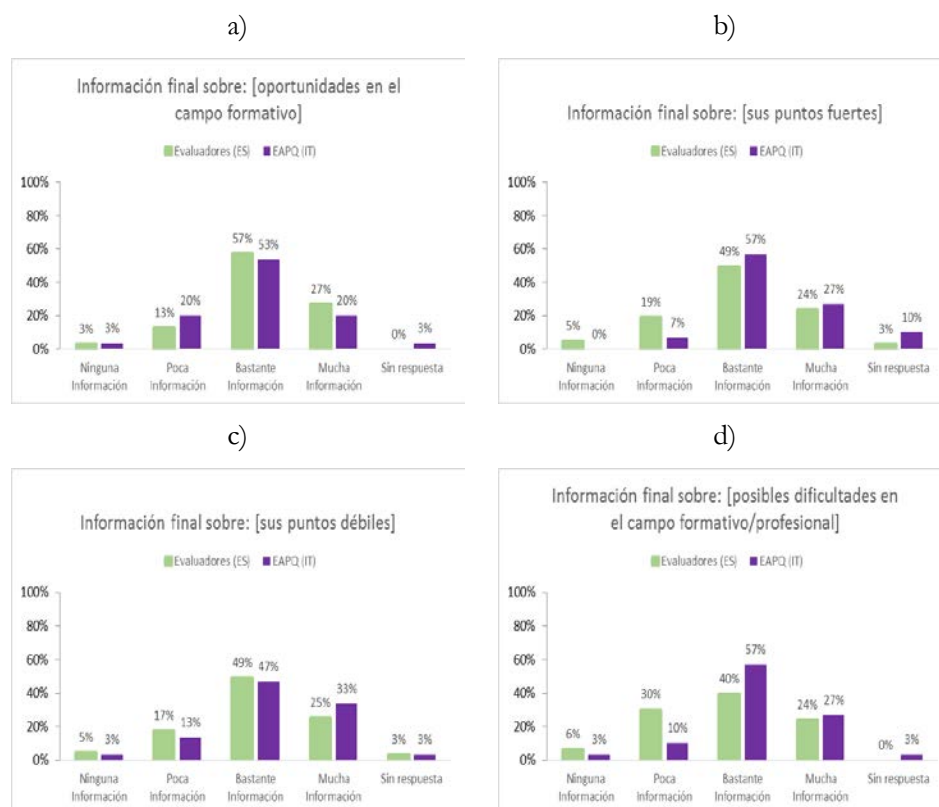 a)
Información final sobre: [oportunidades en el
campo formativo]
Evaluadores (ES) EAPQ (IT)
100%
80%
60%
40%
20%
0%
3% 3% 13% 20% 57% 53% 27% 20% 0% 3%
Ninguna Poca Bastante Mucha Sin respuesta
Información Información Información Información
b)
Información final sobre: [sus puntos fuertes]
Evaluadores (ES) EAPQ (IT)
100%
80%
60%
40%
20%
0%
5% 0% 19% 7% 49% 57% 24% 27% 3% 10%
Ninguna Poca Bastante Mucha Sin respuesta
Información Información Información Información
c)
Información final sobre: [sus puntos débiles]
Evaluadores (ES) EAPQ (IT)
100%
80%
60%
40%
20%
0%
5% 3% 17% 13% 49% 47% 25% 33% 3% 3%
Ninguna Poca Bastante Mucha Sin respuesta
Información Información Información Información
d)
Información final sobre: [posibles dificultades en
el campo formativo/profesional]
Evaluadores (ES) EAPQ (IT)
100%
80%
60%
40%
20%
0%
6% 3% 30% 10% 40% 57% 24% 27% 0% 3%
Ninguna Poca Bastante Mucha Sin respuesta
Información Información Información Información